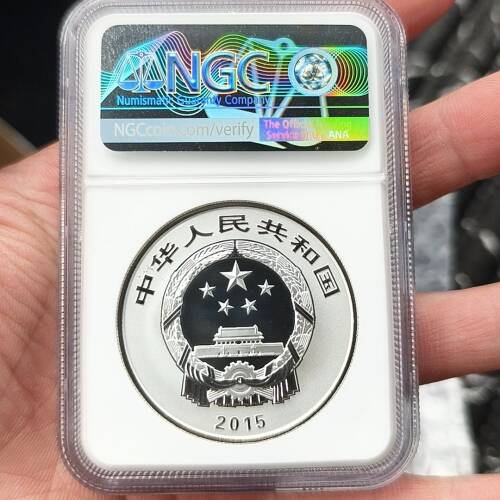 NGC
Numismatic Guaranty Company
NGCcoins.com/verify
The Official Grading
Service of the ANA
中华人民共和国
2015